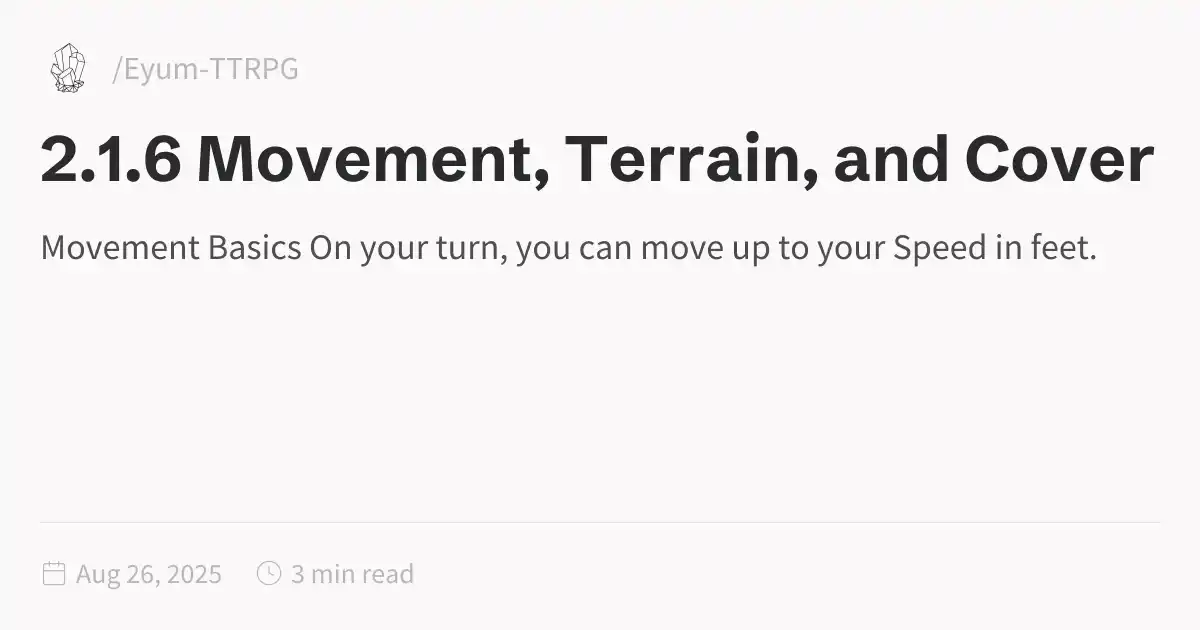 /Eyum-TTRPG
2.1.6 Movement, Terrain, and Cover
Movement Basics On your turn, you can move up to your Speed in feet.
Aug 26, 2025 3 min read